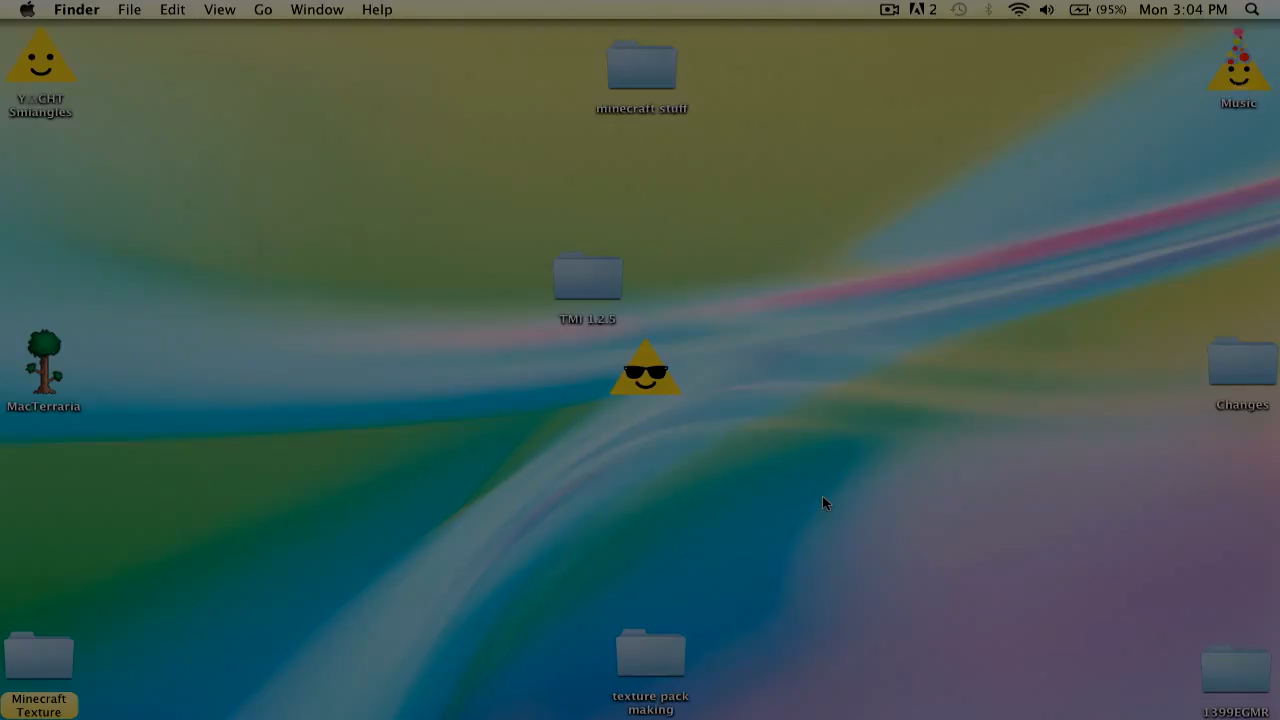 Finder File Edit View Go Window Help 2 (95%) Mon 3:04 PM
minecraft stuff
Music
Smiangles
TMI 1.2.5
MacTerraria
Changes
Minecraft
Texture
texture pack
making
1399EGMR